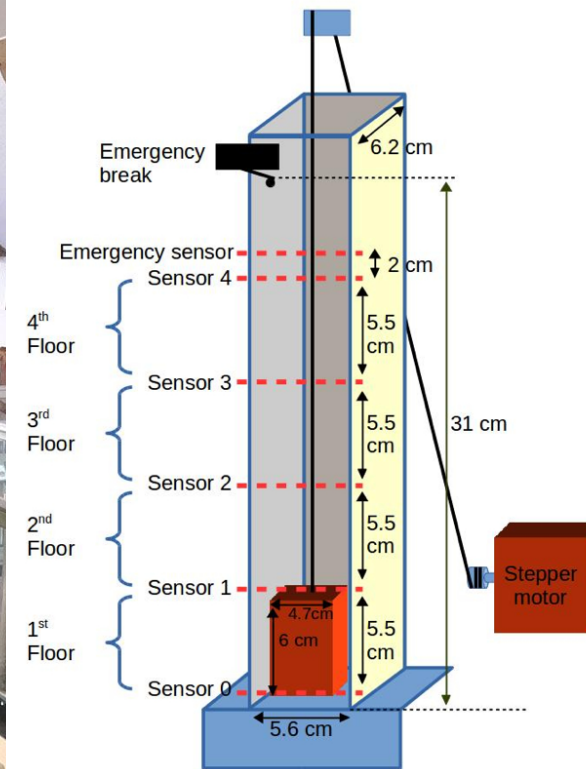 6.2 cm
Emergency
break
Emergency sensor
2 cm
Sensor 4
4th
Floor
5.5
cm
Sensor 3
3rd
Floor
5.5
cm
31 cm
Sensor 2
2nd
Floor
5.5
cm
Stepper
motor
Sensor 1
1st
Floor
4.7cm
6 cm
5.5
cm
Sensor 0
5.6 cm